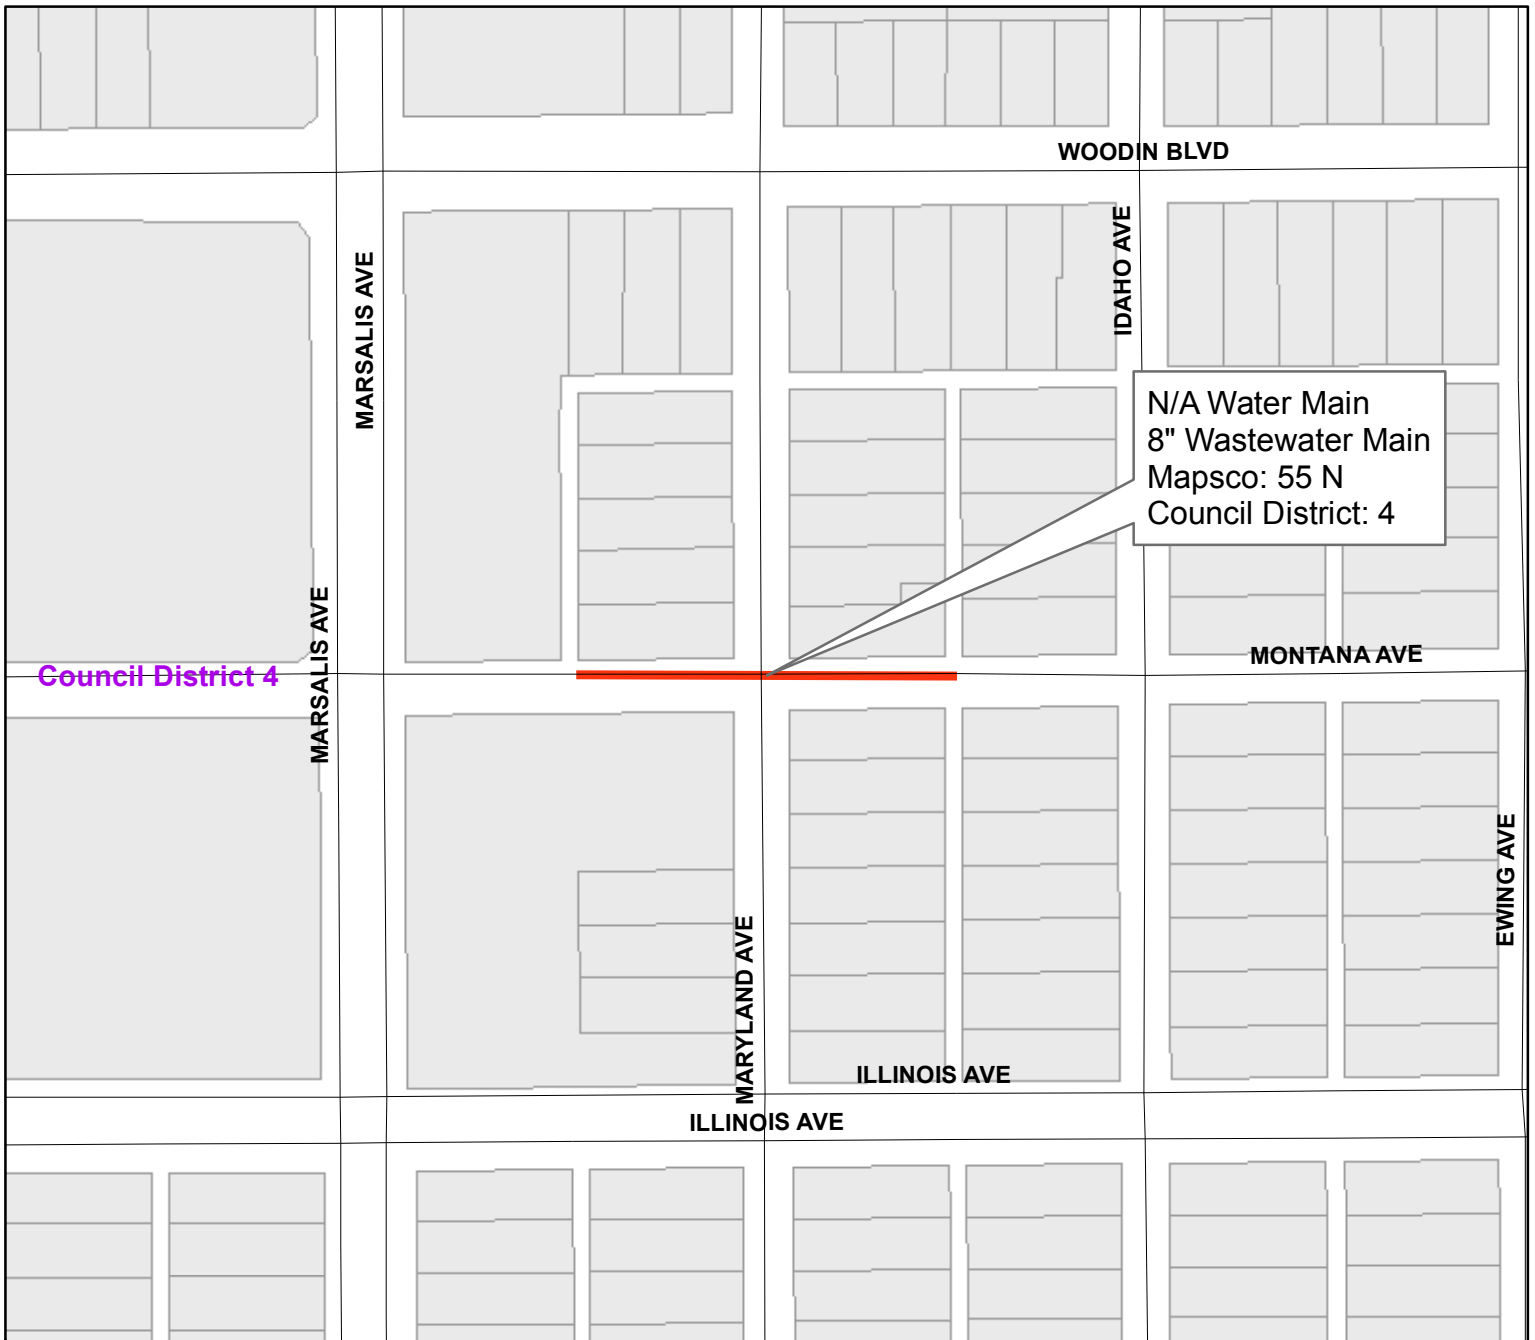 WOODIN BLVD
MARSALIS AVE
IDAHO AVE
N/A Water Main
8" Wastewater Main
Mapsco: 55 N
Council District: 4
MARSALIS AVE
Council District 4
MONTANA AVE
EWING AVE
MARYLAND AVE
ILLINOIS AVE
ILLINOIS AVE